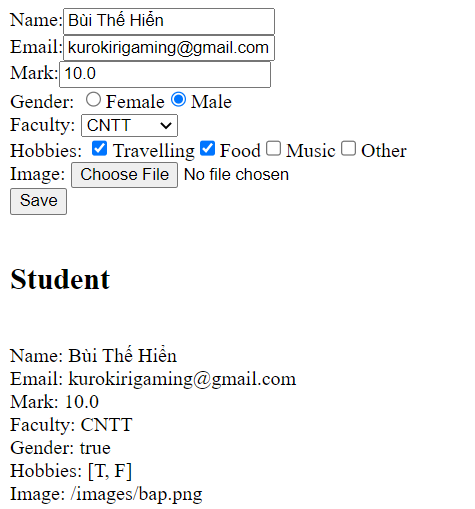 Name: Bùi Thế Hiển
Email: kurokirigaming@gmail.com
Mark: 10.0
Gender: Female Male
Faculty: CNTT
Hobbies: Travelling Food Music Other
Image: Choose File No file chosen
Save
Student
Name: Bùi Thế Hiển
Email: kurokirigaming@gmail.com
Mark: 10.0
Faculty: CNTT
Gender: true
Hobbies: [T, F]
Image: /images/bap.png